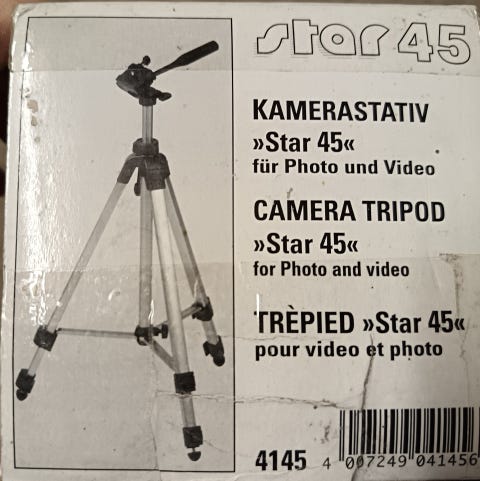 star 45
KAMERASTATIV
»Star 45«
für Photo und Video
CAMERA TRIPOD
»Star 45«
for Photo and video
TRÈPIED »Star 45«
pour video et photo
4145
4 007249 041456